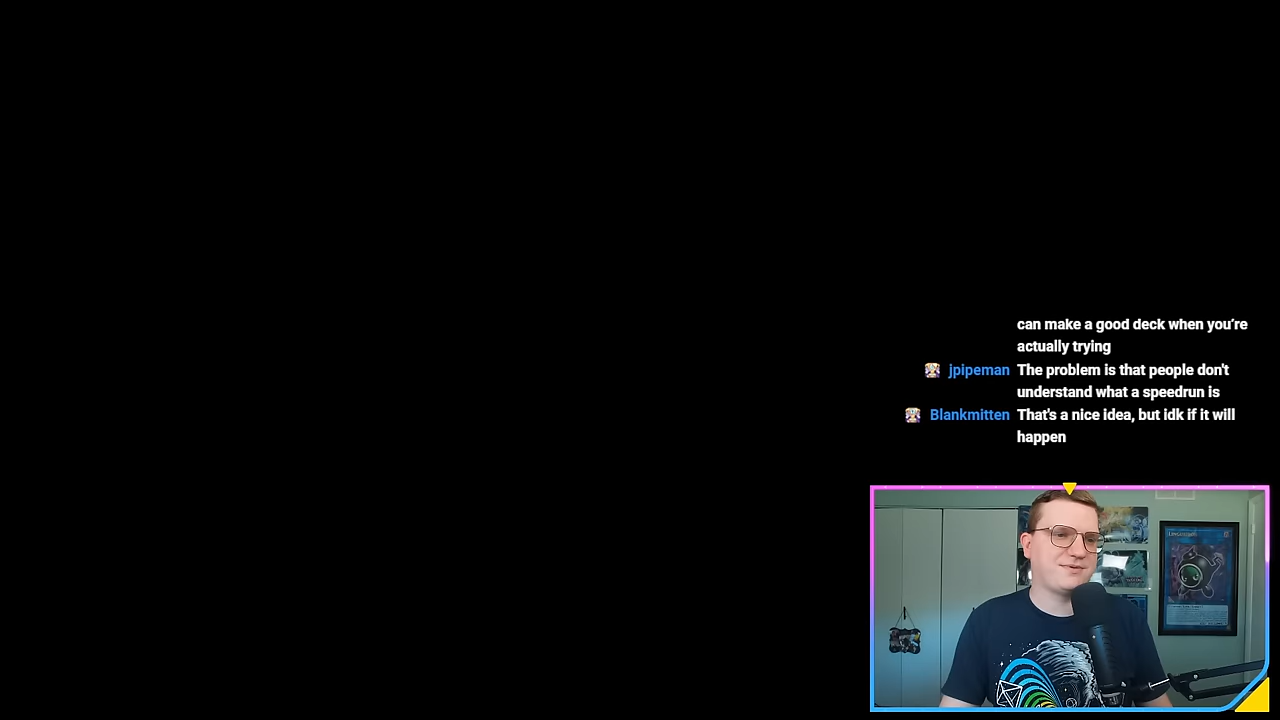 can make a good deck when you're
actually trying
jpipeman The problem is that people don't
understand what a speedrun is
Blankmitten That's a nice idea, but idk if it will
happen